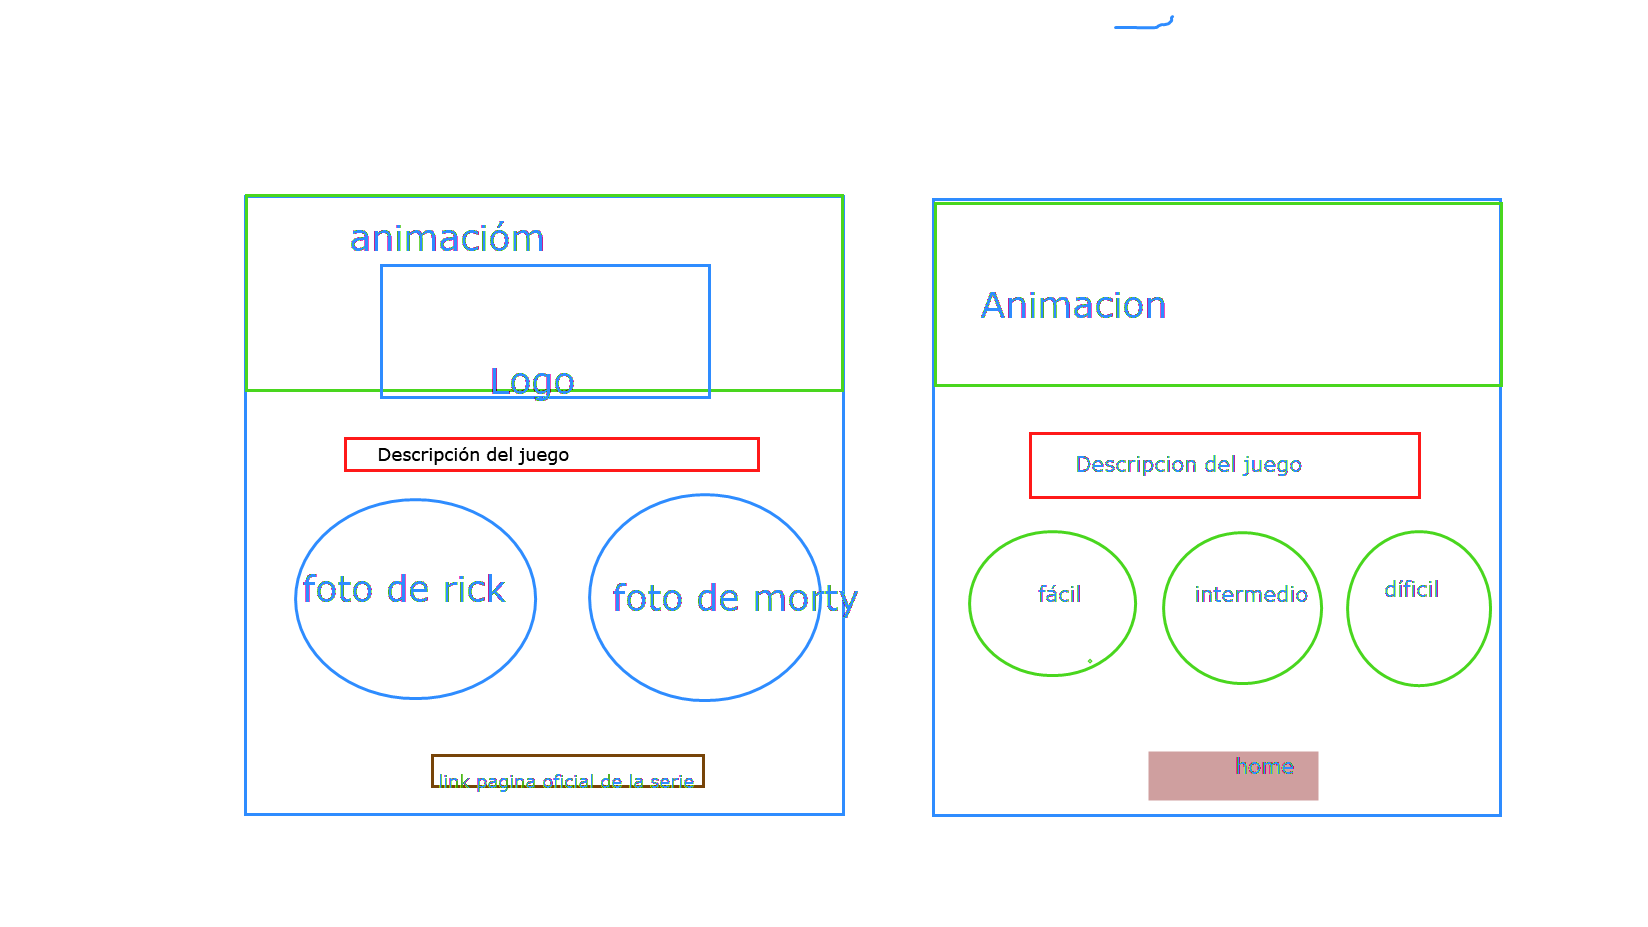 animacióm
Logo
Descripción del juego
foto de rick
foto de morty
link pagina oficial de la serie
Animacion
Descripcion del juego
fácil
intermedio
díficil
home